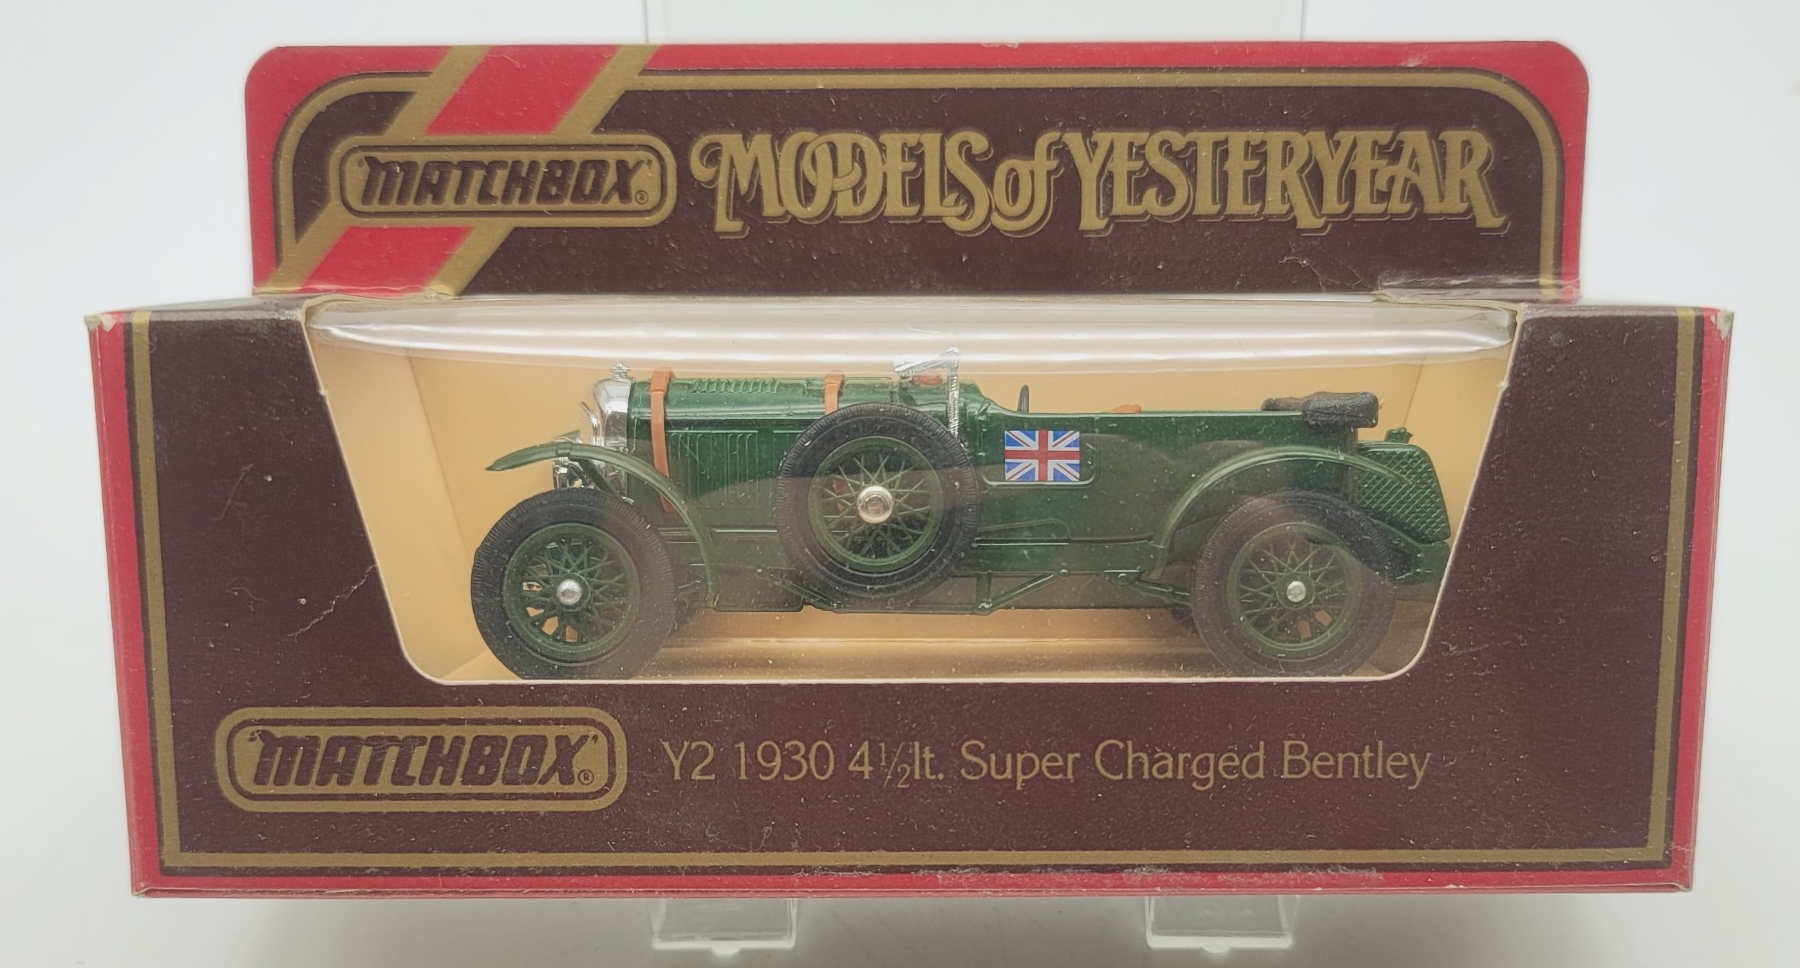 MATCHBOX®
MODELS of YESTERYEAR
MATCHBOX®
Y2 1930 4½lt. Super Charged Bentley